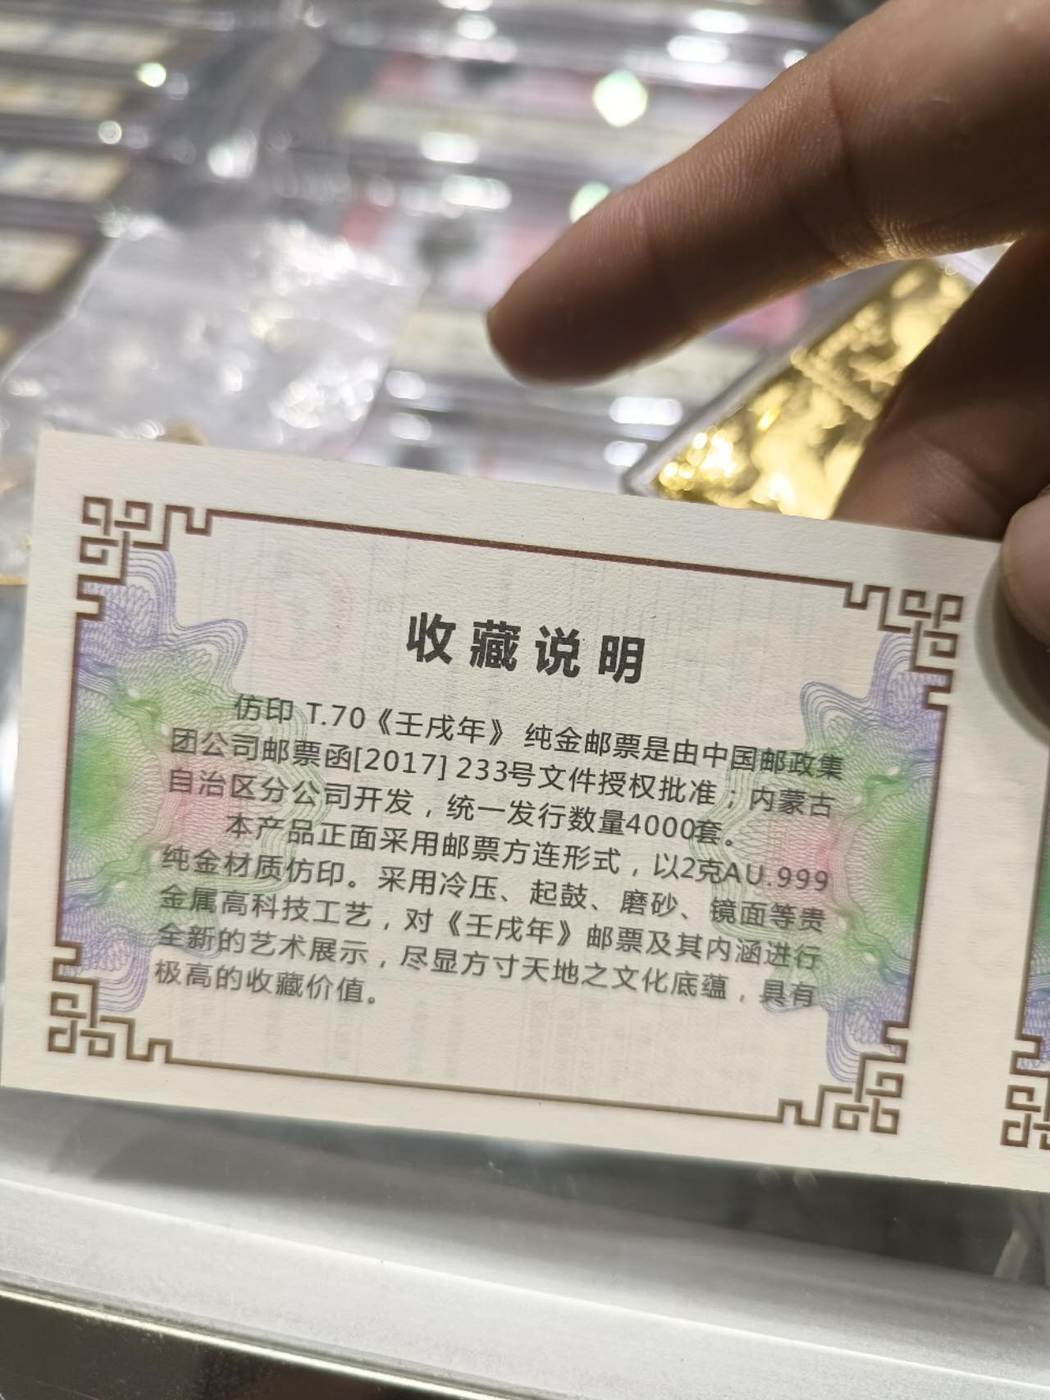 收藏说明
仿印 T.70《壬戌年》 纯金邮票是由中国邮政集
团公司邮票函[2017] 233号文件授权批准；内蒙古
自治区分公司开发，统一发行数量4000套。
本产品正面采用邮票方连形式，以2克AU.999
纯金材质仿印。采用冷压、起鼓、磨砂、镜面等贵
金属高科技工艺，对《壬戌年》邮票及其内涵进行
全新的艺术展示，尽显方寸天地之文化底蕴，具有
极高的收藏价值。